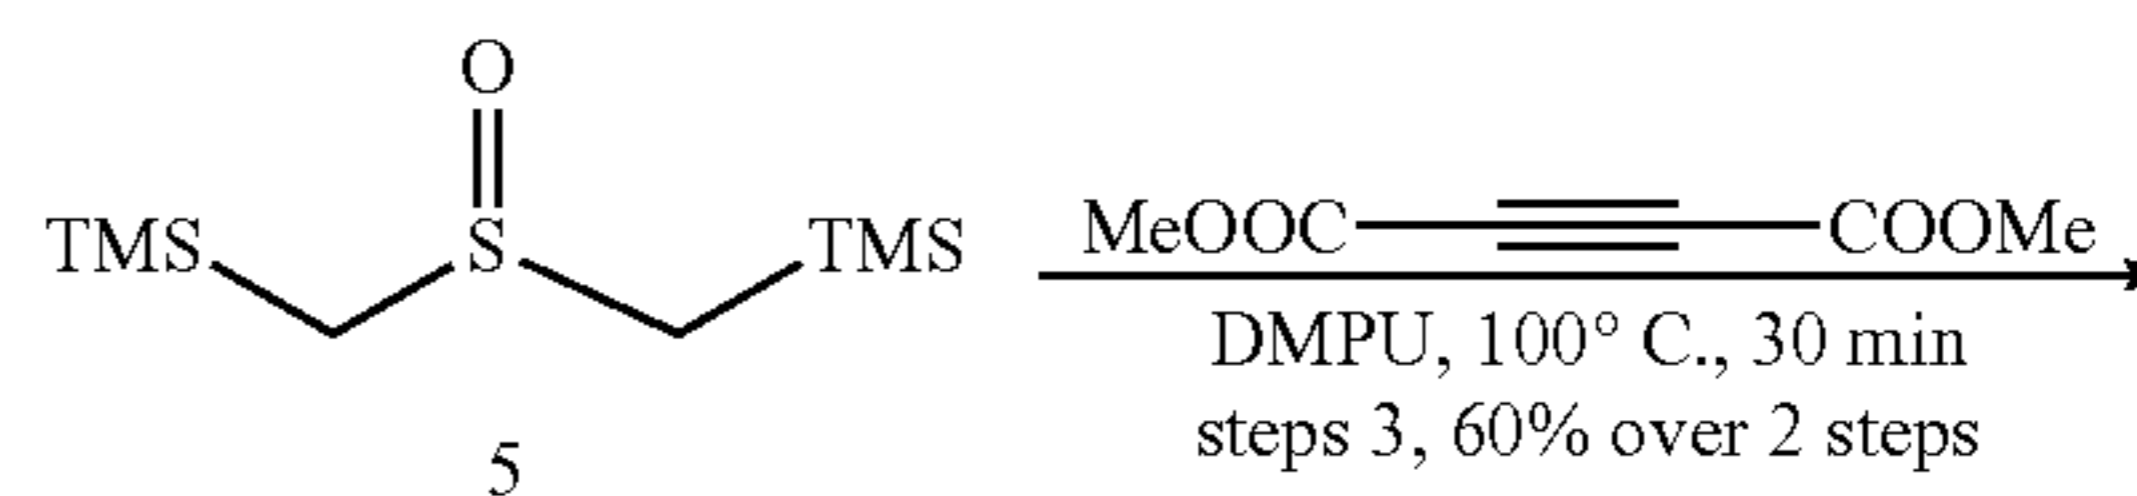 O
TMS S TMS MeOOC COOMe
DMPU, 100° C., 30 min
steps 3, 60% over 2 steps
5